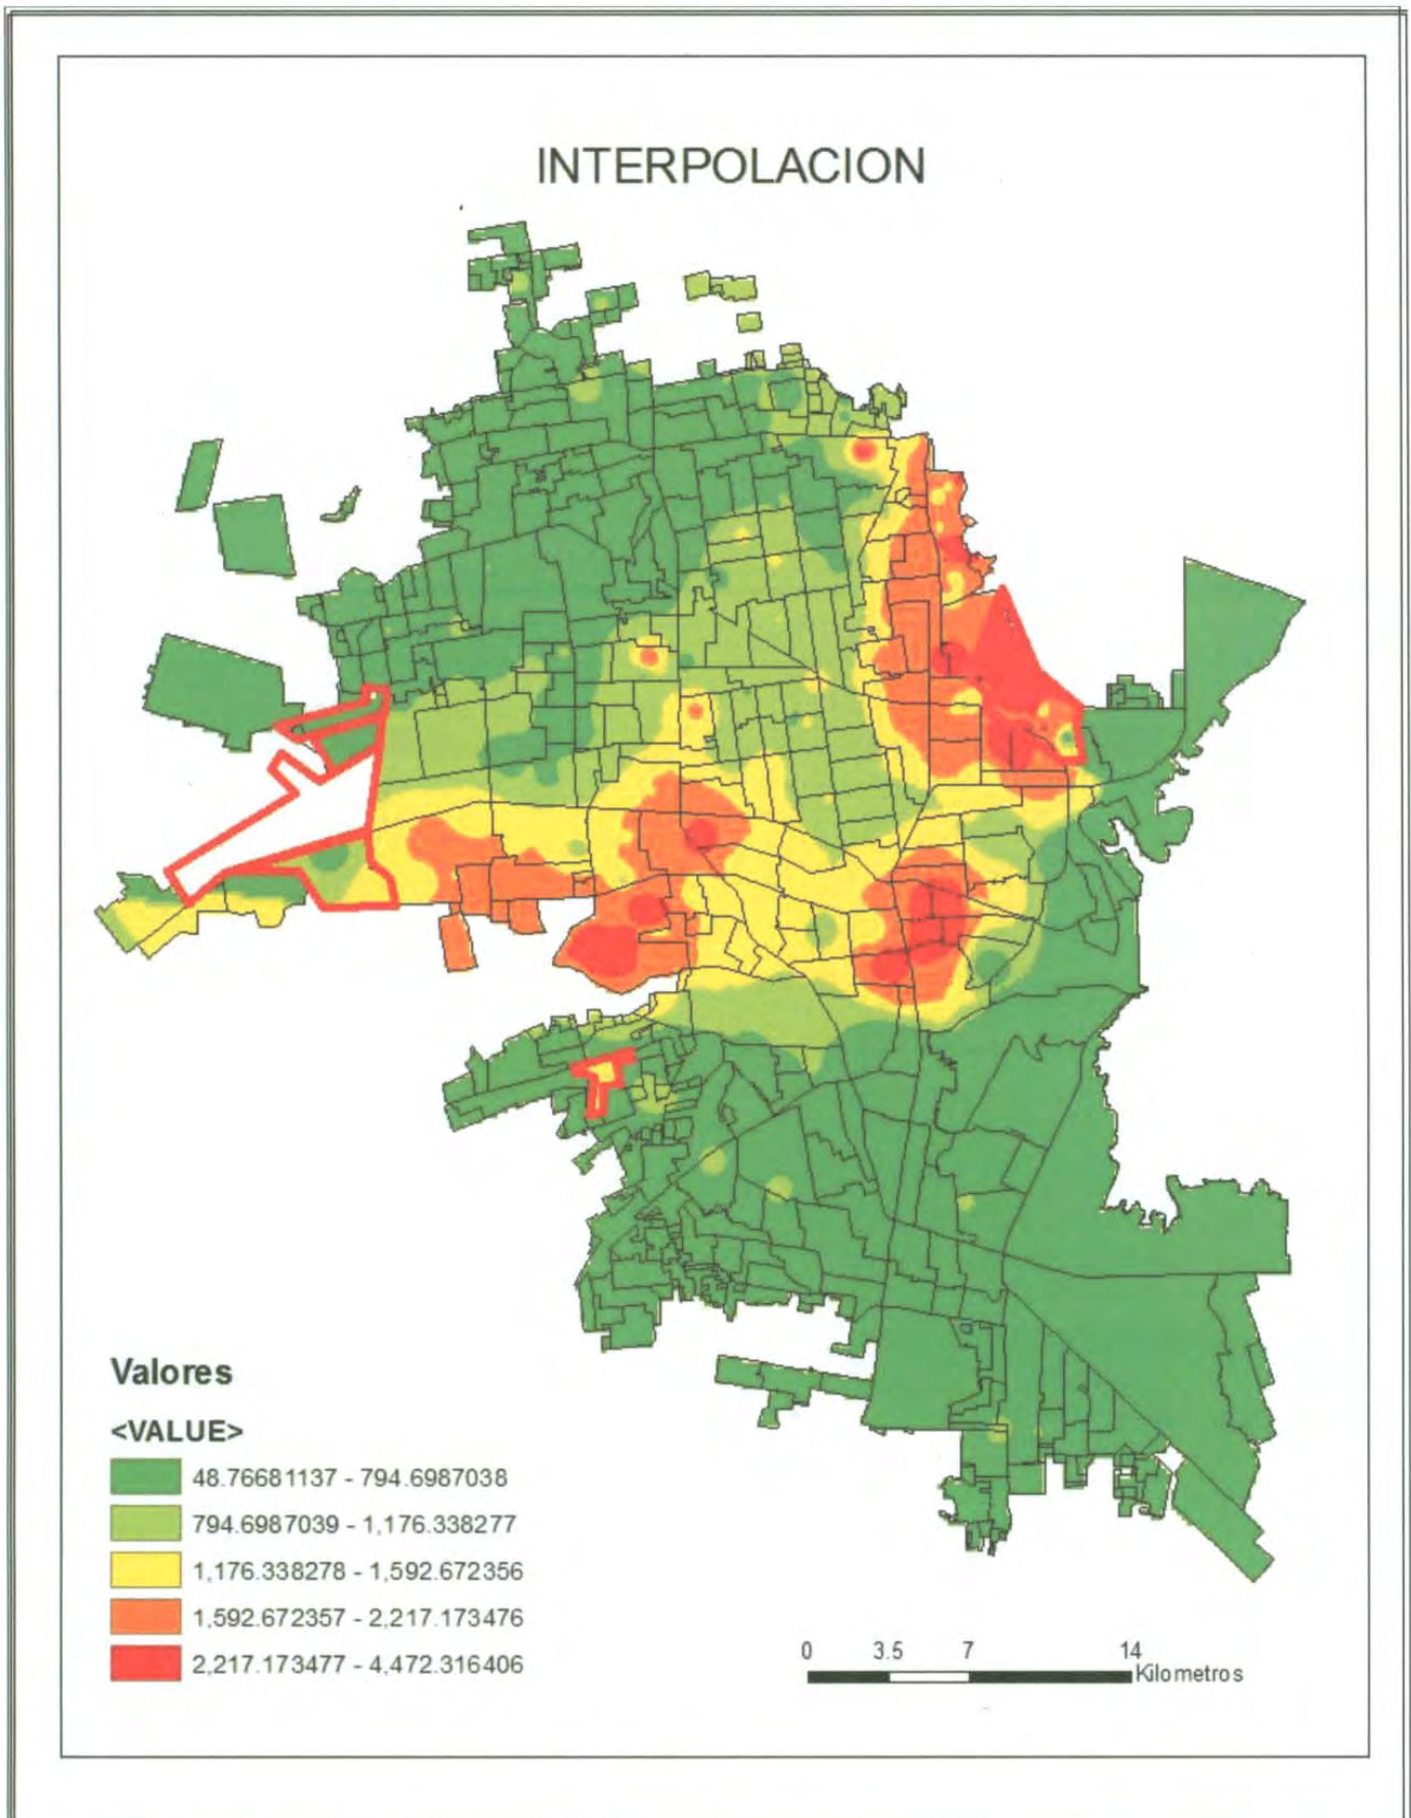 INTERPOLACION
Valores
<VALUE>
48.76681137 - 794.6987038
794.6987039 - 1,176.338277
1,176.338278 - 1,592.672356
1,592.672357 - 2,217.173476
2,217.173477 - 4,472.316406
0 3.5 7 14
Kilometros